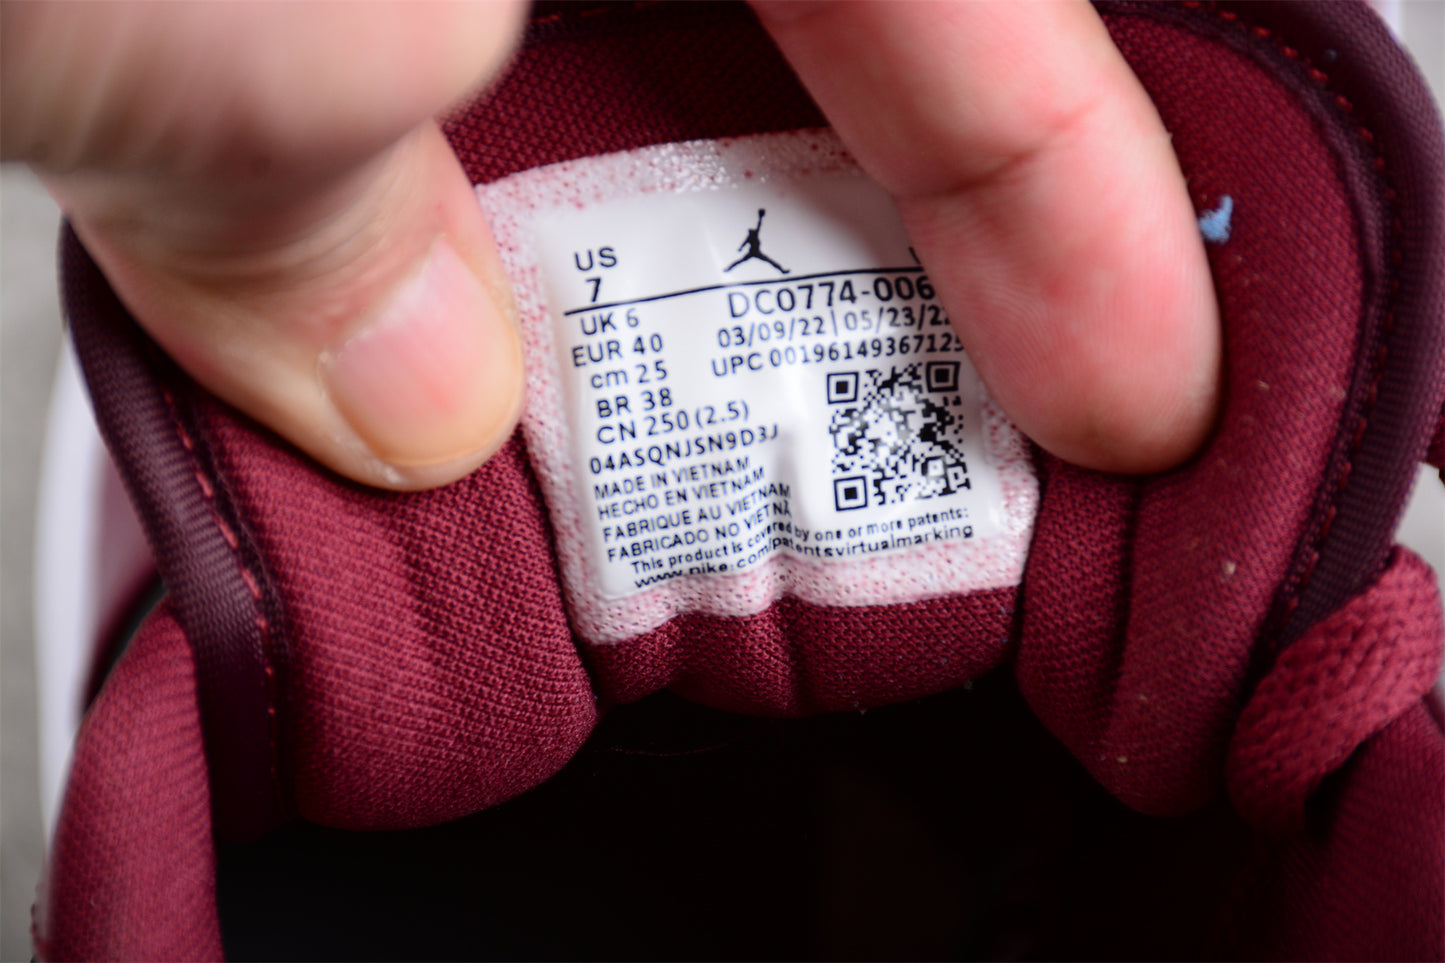 US
7
UK 6
EUR 40
cm 25
BR 38
CN 250 (2.5)
04ASQNJSN9D3J
DC0774-006
03/09/22 | 05/23/22
UPC 00196149367125
MADE IN VIETNAM
HECHO EN VIETNAM
FABRIQUE AU VIETNAM
FABRICADO NO VIETNÃ
This product is covered by one or more patents:
www.nike.com/patentsvirtualmarking